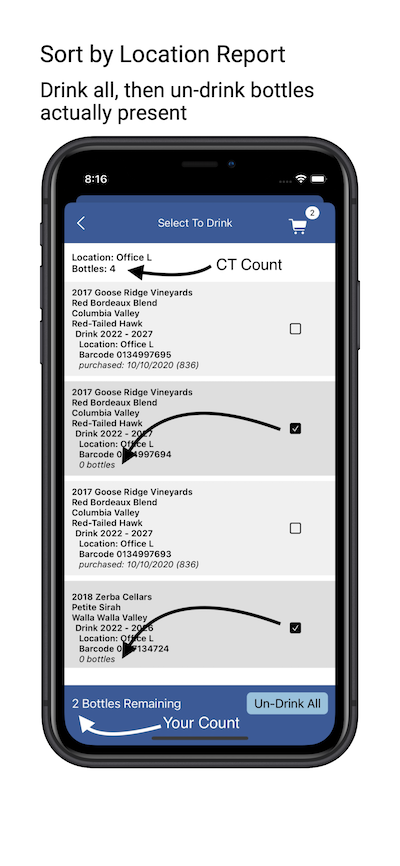 Sort by Location Report
Drink all, then un-drink bottles
actually present
8:16
2
Select To Drink
Location: Office L
Bottles: 4
CT Count
2017 Goose Ridge Vineyards
Red Bordeaux Blend
Columbia Valley
Red-Tailed Hawk
Drink 2022 - 2027
Location: Office L
Barcode 0134997695
purchased: 10/10/2020 (836)
2017 Goose Ridge Vineyards
Red Bordeaux Blend
Columbia Valley
Red-Tailed Hawk
Drink 2022 - 2027
Location: Office L
Barcode 0134997694
0 bottles
2017 Goose Ridge Vineyards
Red Bordeaux Blend
Columbia Valley
Red-Tailed Hawk
Drink 2022 - 2027
Location: Office L
Barcode 0134997693
purchased: 10/10/2020 (836)
2018 Zerba Cellars
Petite Sirah
Walla Walla Valley
Drink 2022 - 2026
Location: Office L
Barcode
0 bottles
2 Bottles Remaining
Un-Drink All
Your Count